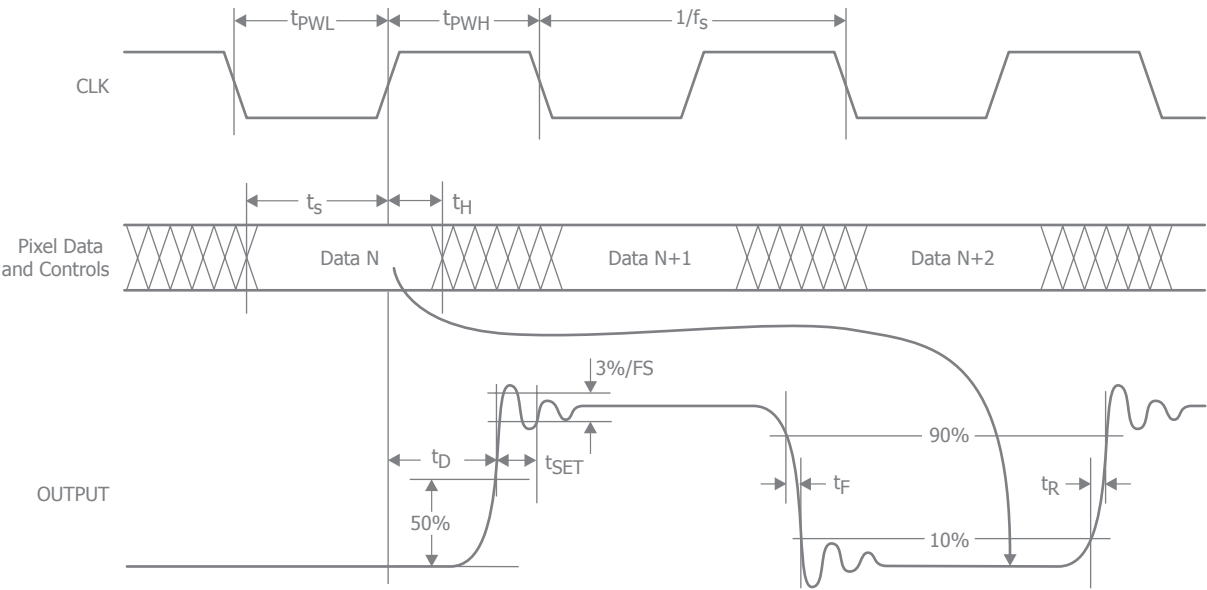 tPWL
tPWH
1/fS
CLK
tS
tH
Pixel Data
and Controls
Data N
Data N+1
Data N+2
3%/FS
90%
tD
tSET
tF
tR
OUTPUT
50%
10%